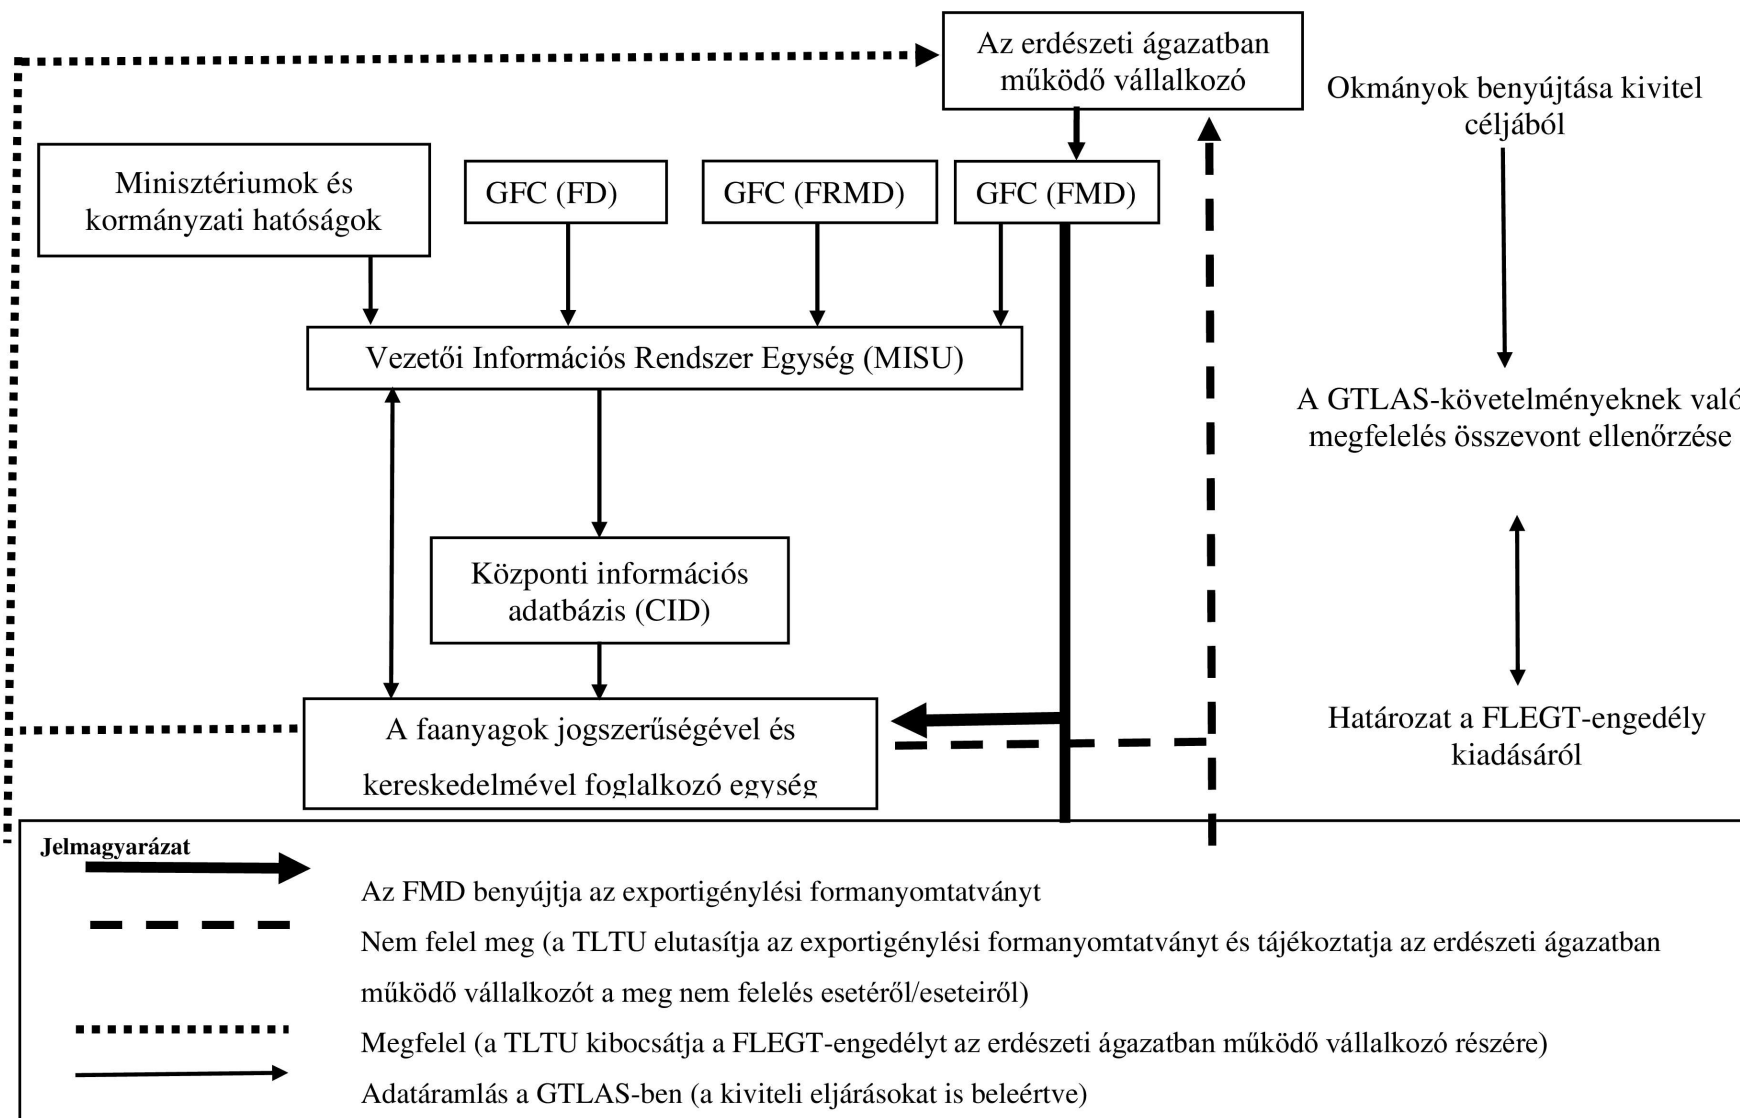 Az erdészeti ágazatban
működő vállalkozó
Okmányok benyújtása kivitel
céljából
Minisztériumok és
kormányzati hatóságok
GFC (FD)
GFC (FRMD)
GFC (FMD)
Vezetői Információs Rendszer Egység (MISU)
A GTLAS-követelményeknek való
megfelelés összevont ellenőrzése
Központi információs
adatbázis (CID)
A faanyagok jogszerűségével és
kereskedelmével foglalkozó egység
Határozat a FLEGT-engedély
kiadásáról
Jelmagyarázat
Az FMD benyújtja az exportigénylési formanyomtatványt
Nem felel meg (a TLTU elutasítja az exportigénylési formanyomtatványt és tájékoztatja az erdészeti ágazatban
működő vállalkozót a meg nem felelés esetéről/eseteiről)
Megfelel (a TLTU kibocsátja a FLEGT-engedélyt az erdészeti ágazatban működő vállalkozó részére)
Adatáramlás a GTLAS-ben (a kiviteli eljárásokat is beleértve)